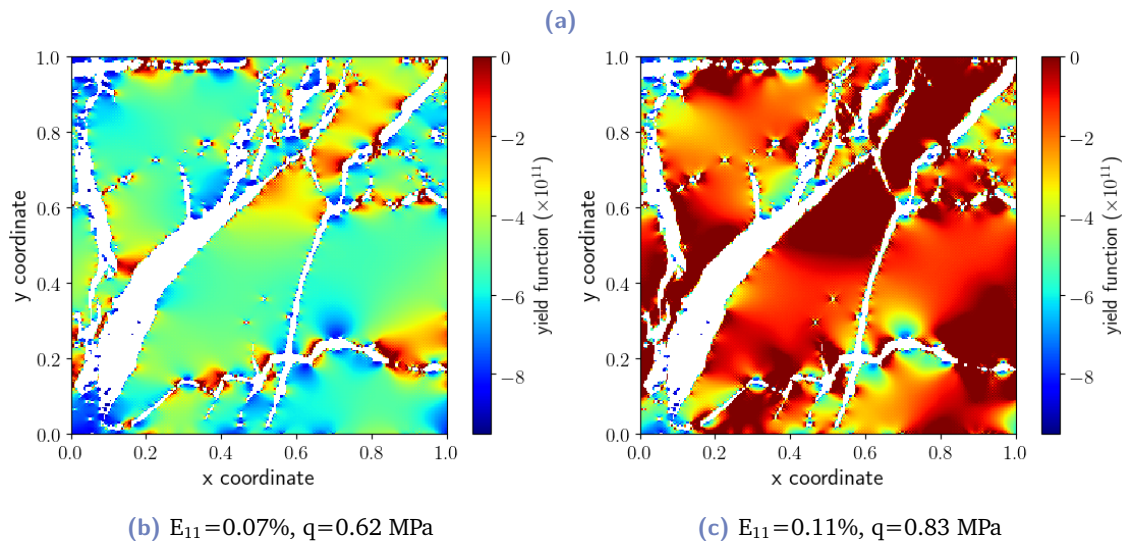 (a)
1.0
0.8
0.6
0.4
0.2
0.0
y coordinate
0.0 0.2 0.4 0.6 0.8 1.0
x coordinate
0
−2
−4
−6
−8
yield function (×10¹¹)
1.0
0.8
0.6
0.4
0.2
0.0
y coordinate
0.0 0.2 0.4 0.6 0.8 1.0
x coordinate
0
−2
−4
−6
−8
yield function (×10¹¹)
(b) E₁₁=0.07%, q=0.62 MPa
(c) E₁₁=0.11%, q=0.83 MPa